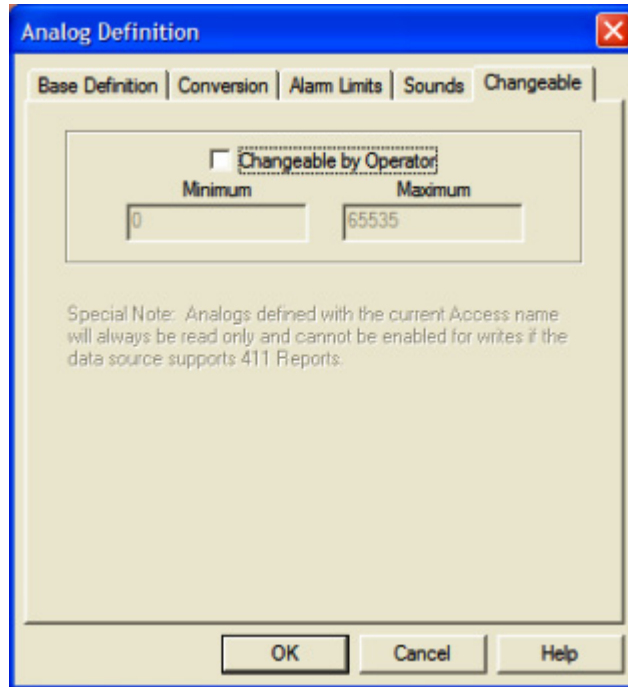 Analog Definition
Base Definition Conversion Alarm Limits Sounds Changeable
Changeable by Operator
Minimum Maximum
0 65535
Special Note: Analogs defined with the current Access name
will always be read only and cannot be enabled for writes if the
data source supports 411 Reports.
OK Cancel Help